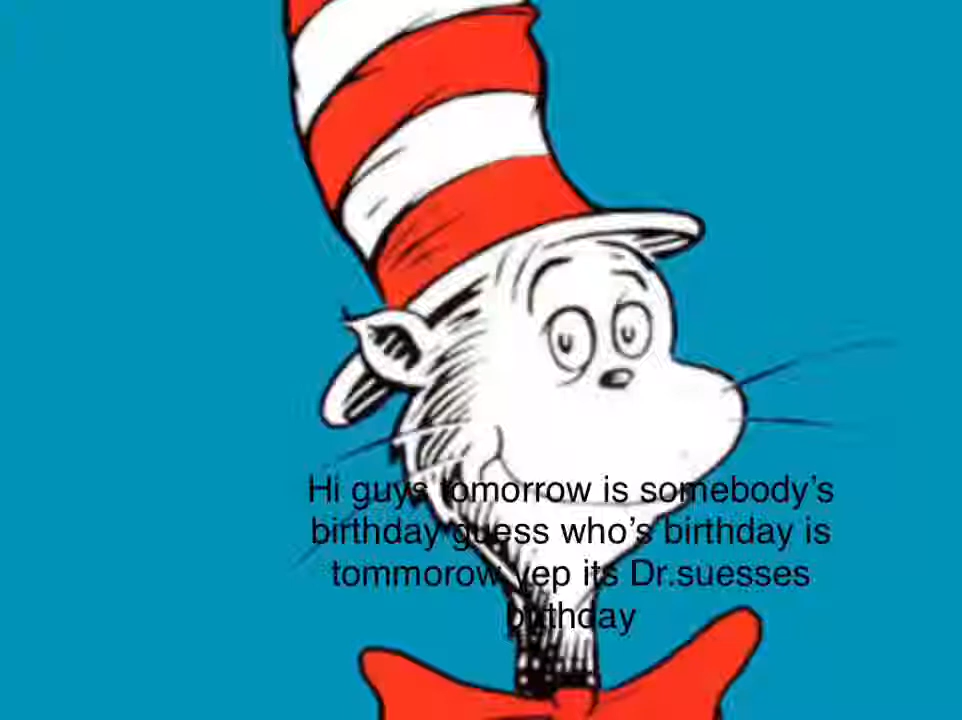 Hi guys tomorrow is somebody's
birthday guess who's birthday is
tommorow yep its Dr.suesses
birthday